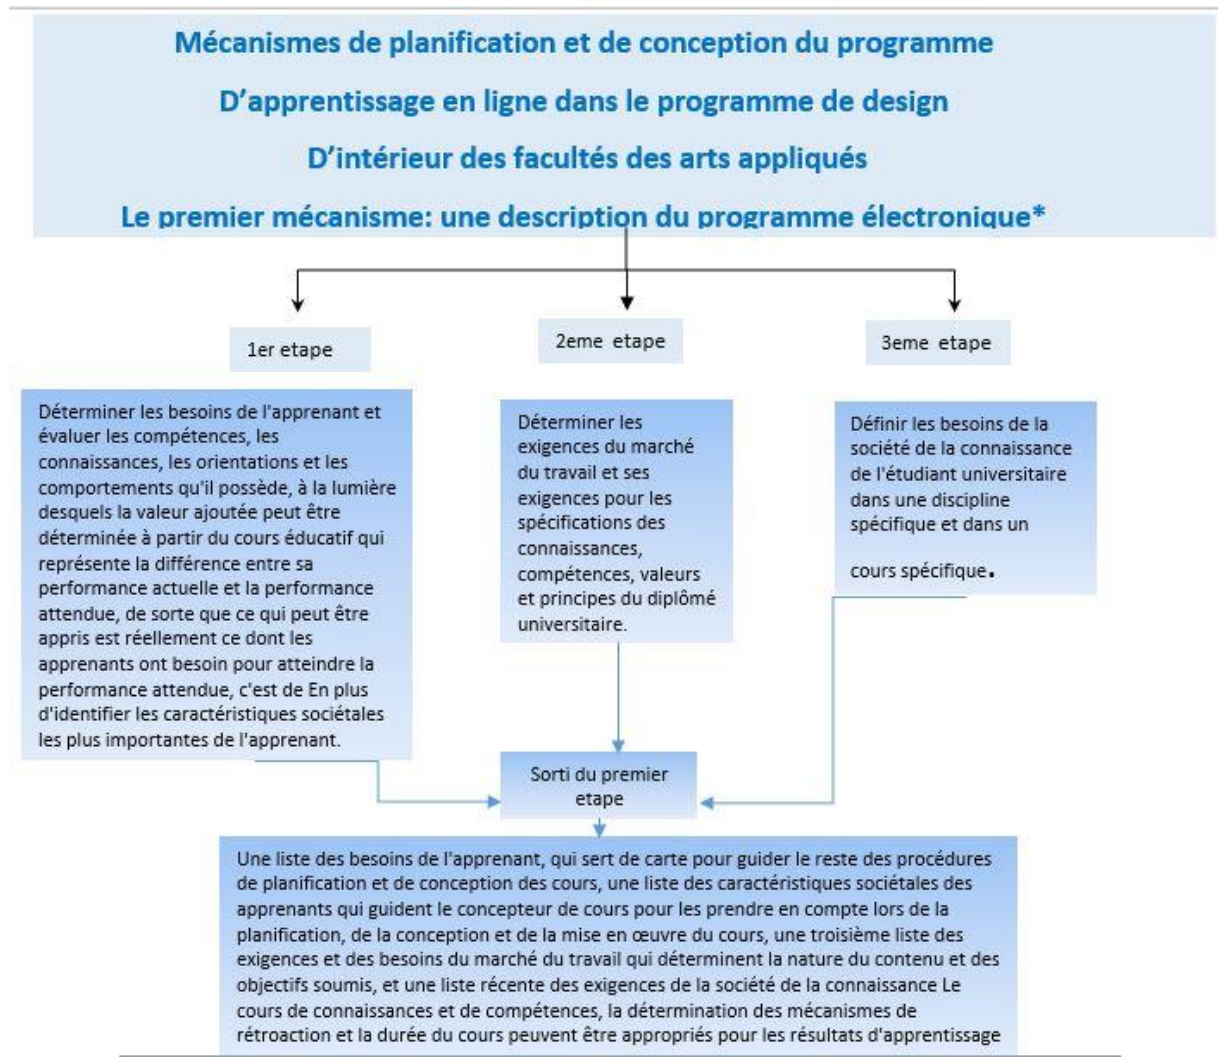 Mécanismes de planification et de conception du programme
D'apprentissage en ligne dans le programme de design
D'intérieur des facultés des arts appliqués
Le premier mécanisme: une description du programme électronique*
1er etape
2eme etape
3eme etape
Déterminer les besoins de l'apprenant et
évaluer les compétences, les
connaissances, les orientations et les
comportements qu'il possède, à la lumière
desquels la valeur ajoutée peut être
déterminée à partir du cours éducatif qui
représente la différence entre sa
performance actuelle et la performance
attendue, de sorte que ce qui peut être
appris est réellement ce dont les
apprenants ont besoin pour atteindre la
performance attendue, c'est de En plus
d'identifier les caractéristiques sociétales
les plus importantes de l'apprenant.
Déterminer les
exigences du marché
du travail et ses
exigences pour les
spécifications des
connaissances,
compétences, valeurs
et principes du diplômé
universitaire.
Définir les besoins de la
société de la connaissance
de l'étudiant universitaire
dans une discipline
spécifique et dans un
cours spécifique.
Sorti du premier
etape
Une liste des besoins de l'apprenant, qui sert de carte pour guider le reste des procédures
de planification et de conception des cours, une liste des caractéristiques sociétales des
apprenants qui guident le concepteur de cours pour les prendre en compte lors de la
planification, de la conception et de la mise en œuvre du cours, une troisième liste des
exigences et des besoins du marché du travail qui déterminent la nature du contenu et des
objectifs soumis, et une liste récente des exigences de la société de la connaissance Le
cours de connaissances et de compétences, la détermination des mécanismes de
rétroaction et la durée du cours peuvent être appropriés pour les résultats d'apprentissage